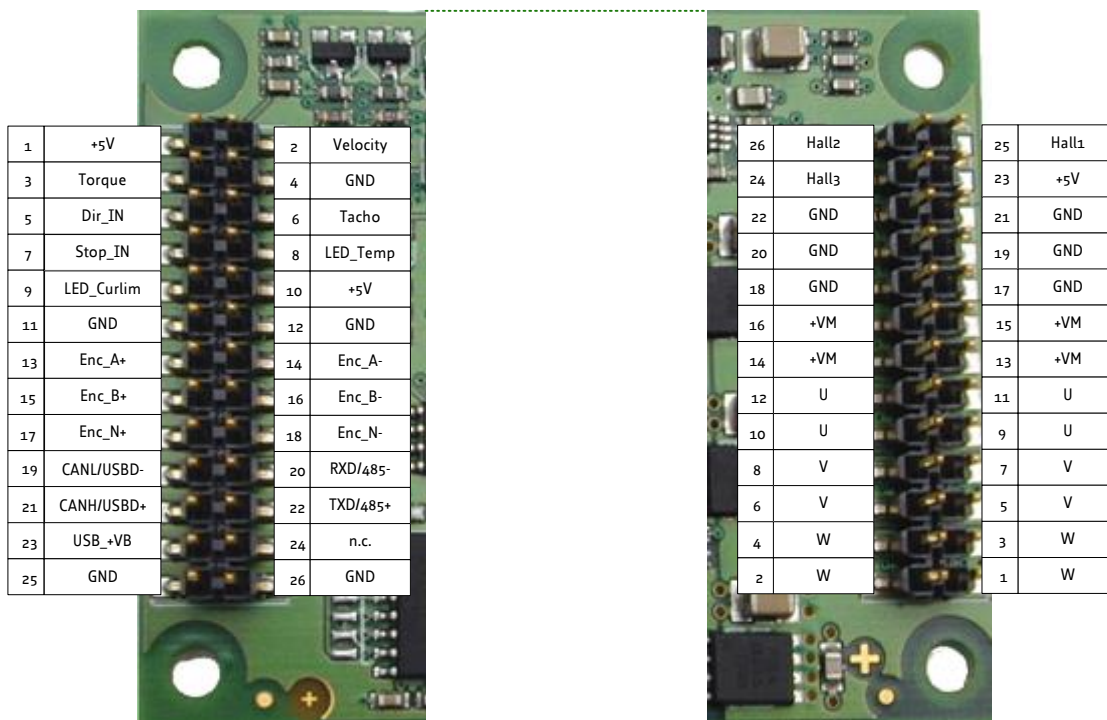 1 +5V 2 Velocity 26 Hall2 25 Hall1
3 Torque 4 GND 24 Hall3 23 +5V
5 Dir_IN 6 Tacho 22 GND 21 GND
7 Stop_IN 8 LED_Temp 20 GND 19 GND
9 LED_Curlim 10 +5V 18 GND 17 GND
11 GND 12 GND 16 +VM 15 +VM
13 Enc_A+ 14 Enc_A- 14 +VM 13 +VM
15 Enc_B+ 16 Enc_B- 12 U 11 U
17 Enc_N+ 18 Enc_N- 10 U 9 U
19 CANL/USBD- 20 RXD/485- 8 V 7 V
21 CANH/USBD+ 22 TXD/485+ 6 V 5 V
23 USB_+VB 24 n.c. 4 W 3 W
25 GND 26 GND 2 W 1 W